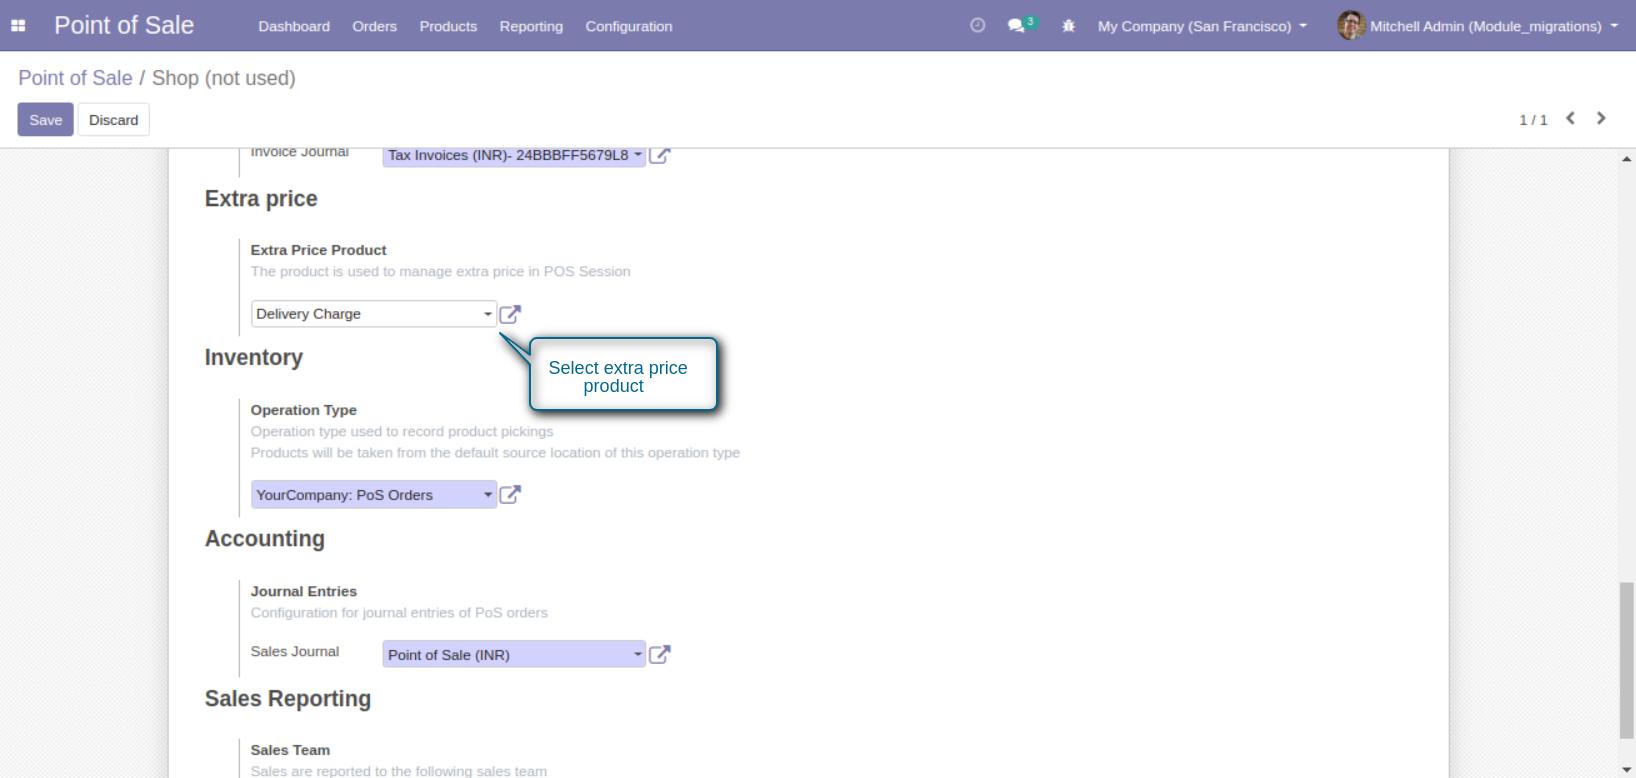 Point of Sale
Dashboard
Orders
Products
Reporting
Configuration
3
My Company (San Francisco)
Mitchell Admin (Module_migrations)
Point of Sale / Shop (not used)
Save
Discard
1 / 1
Invoice Journal
Tax Invoices (INR)- 24BBBFF5679L8
Extra price
Extra Price Product
The product is used to manage extra price in POS Session
Delivery Charge
Select extra price
product
Inventory
Operation Type
Operation type used to record product pickings
Products will be taken from the default source location of this operation type
YourCompany: PoS Orders
Accounting
Journal Entries
Configuration for journal entries of PoS orders
Sales Journal
Point of Sale (INR)
Sales Reporting
Sales Team
Sales are reported to the following sales team